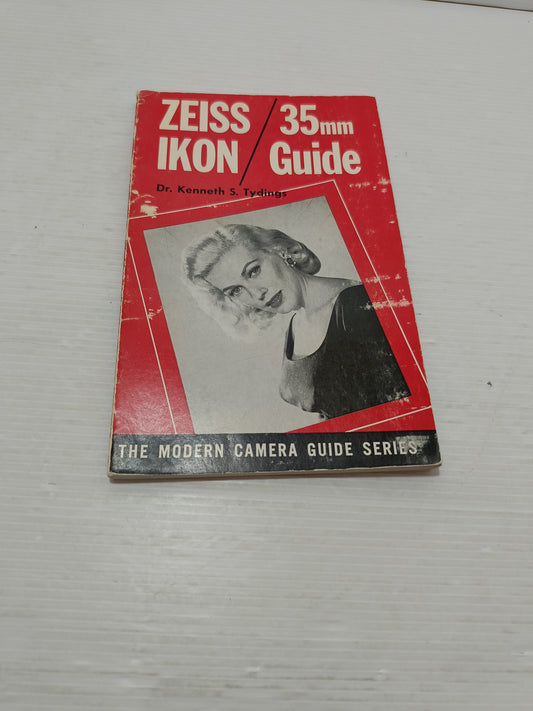 ZEISS / 35mm
IKON / Guide
Dr. Kenneth S. Tydings
THE MODERN CAMERA GUIDE SERIES